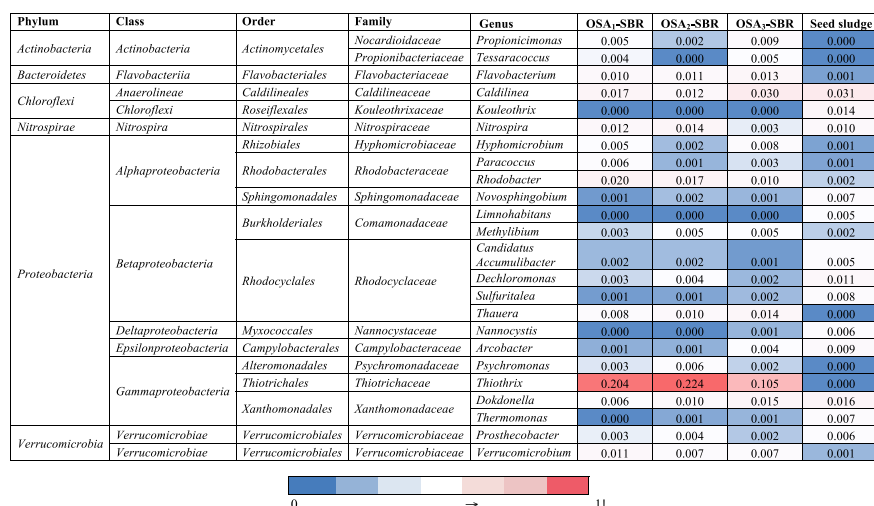 Phylum Class Order Family Genus OSA₁-SBR OSA₂-SBR OSA₃-SBR Seed sludge
Actinobacteria Actinobacteria Actinomycetales Nocardioidaceae Propionicimonas 0.005 0.002 0.009 0.000
Propionibacteriaceae Tessaracoccus 0.004 0.000 0.005 0.000
Bacteroidetes Flavobacteriia Flavobacteriales Flavobacteriaceae Flavobacterium 0.010 0.011 0.013 0.001
Chloroflexi Anaerolineae Caldilineales Caldilineaceae Caldilinea 0.017 0.012 0.030 0.031
Chloroflexi Roseiflexales Kouleothrixaceae Kouleothrix 0.000 0.000 0.000 0.014
Nitrospirae Nitrospira Nitrospirales Nitrospiraceae Nitrospira 0.012 0.014 0.003 0.010
Proteobacteria Alphaproteobacteria Rhizobiales Hyphomicrobiaceae Hyphomicrobium 0.005 0.002 0.008 0.001
Rhodobacterales Rhodobacteraceae Paracoccus 0.006 0.001 0.003 0.001
Rhodobacter 0.020 0.017 0.010 0.002
Sphingomonadales Sphingomonadaceae Novosphingobium 0.001 0.002 0.001 0.007
Betaproteobacteria Burkholderiales Comamonadaceae Limnohabitans 0.000 0.000 0.000 0.005
Methylibium 0.003 0.005 0.005 0.002
Rhodocyclales Rhodocyclaceae Candidatus
Accumulibacter 0.002 0.002 0.001 0.005
Dechloromonas 0.003 0.004 0.002 0.011
Sulfuritalea 0.001 0.001 0.002 0.008
Thauera 0.008 0.010 0.014 0.000
Deltaproteobacteria Myxococcales Nannocystaceae Nannocystis 0.000 0.000 0.001 0.006
Epsilonproteobacteria Campylobacterales Campylobacteraceae Arcobacter 0.001 0.001 0.004 0.009
Gammaproteobacteria Alteromonadales Psychromonadaceae Psychromonas 0.003 0.006 0.002 0.000
Thiotrichales Thiotrichaceae Thiothrix 0.204 0.224 0.105 0.000
Xanthomonadales Xanthomonadaceae Dokdonella 0.006 0.010 0.015 0.016
Thermomonas 0.000 0.001 0.001 0.007
Verrucomicrobia Verrucomicrobiae Verrucomicrobiales Verrucomicrobiaceae Prosthecobacter 0.003 0.004 0.002 0.006
Verrucomicrobiae Verrucomicrobiales Verrucomicrobiaceae Verrucomicrobium 0.011 0.007 0.007 0.001
0 → 11